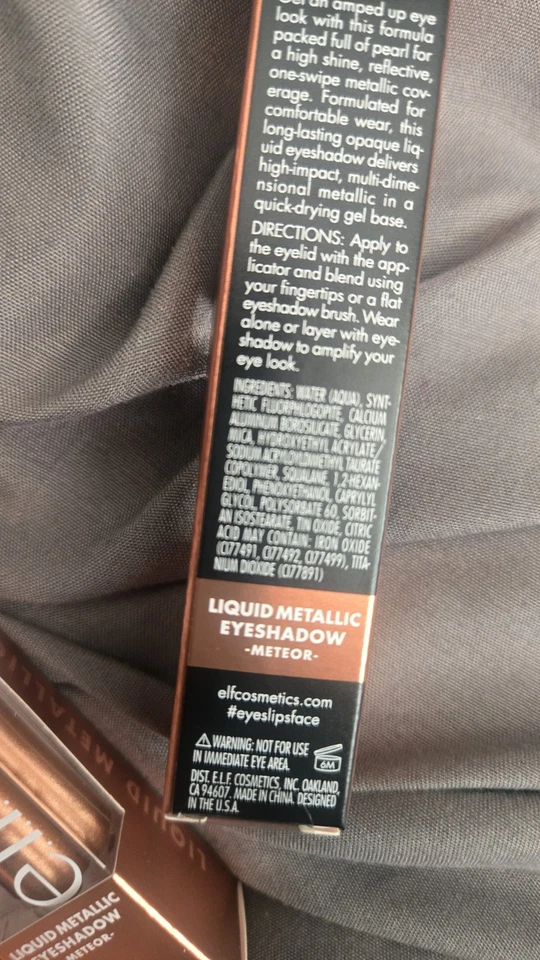 Get an amped up eye
look with this formula
packed full of pearl for
a high shine, reflective,
one-swipe metallic cov-
erage. Formulated for
comfortable wear, this
long-lasting opaque liq-
uid eyeshadow delivers
high-impact, multi-dime-
nsional metallic in a
quick-drying gel base.
DIRECTIONS: Apply to
the eyelid with the app-
licator and blend using
your fingertips or a flat
eyeshadow brush. Wear
alone or layer with eye-
shadow to amplify your
eye look.
INGREDIENTS: WATER (AQUA), SYNT-
HETIC FLUORPHLOGOPITE, CALCIUM
ALUMINUM BOROSILICATE, GLYCERIN,
MICA, HYDROXYETHYL ACRYLATE/
SODIUM ACRYLOYLDIMETHYL TAURATE
COPOLYMER, SQUALANE, 1,2-HEXAN-
EDIOL, PHENOXYETHANOL, CAPRYLYL
GLYCOL, POLYSORBATE 60, SORBIT-
AN ISOSTEARATE, TIN OXIDE, CITRIC
ACID MAY CONTAIN: IRON OXIDE
(CI77491, CI77492, CI77499), TITA-
NIUM DIOXIDE (CI77891)
LIQUID METALLIC
EYESHADOW
-METEOR-
elfcosmetics.com
#eyeslipsface
WARNING: NOT FOR USE
IN IMMEDIATE EYE AREA.
6M
DIST. E.L.F. COSMETICS, INC. OAKLAND,
CA 94607. MADE IN CHINA. DESIGNED
IN THE U.S.A.
LIQUID METALLIC
EYESHADOW
-METEOR-
LIQUID METALLI